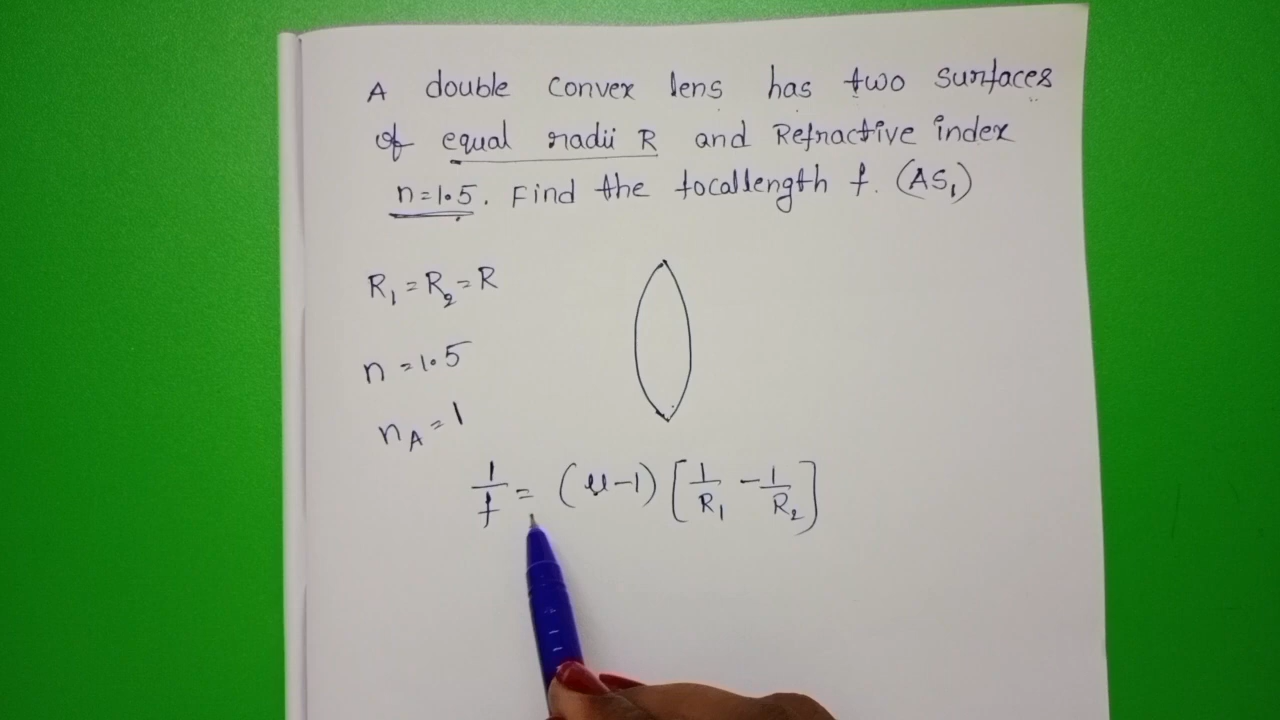 A double convex lens has two surfaces
of equal radii R and Refractive index
n=1.5. Find the focallength f. (AS₁)
R₁ = R₂ = R
n = 1.5
n_A = 1
1/f = (μ-1) [1/R₁ - 1/R₂]